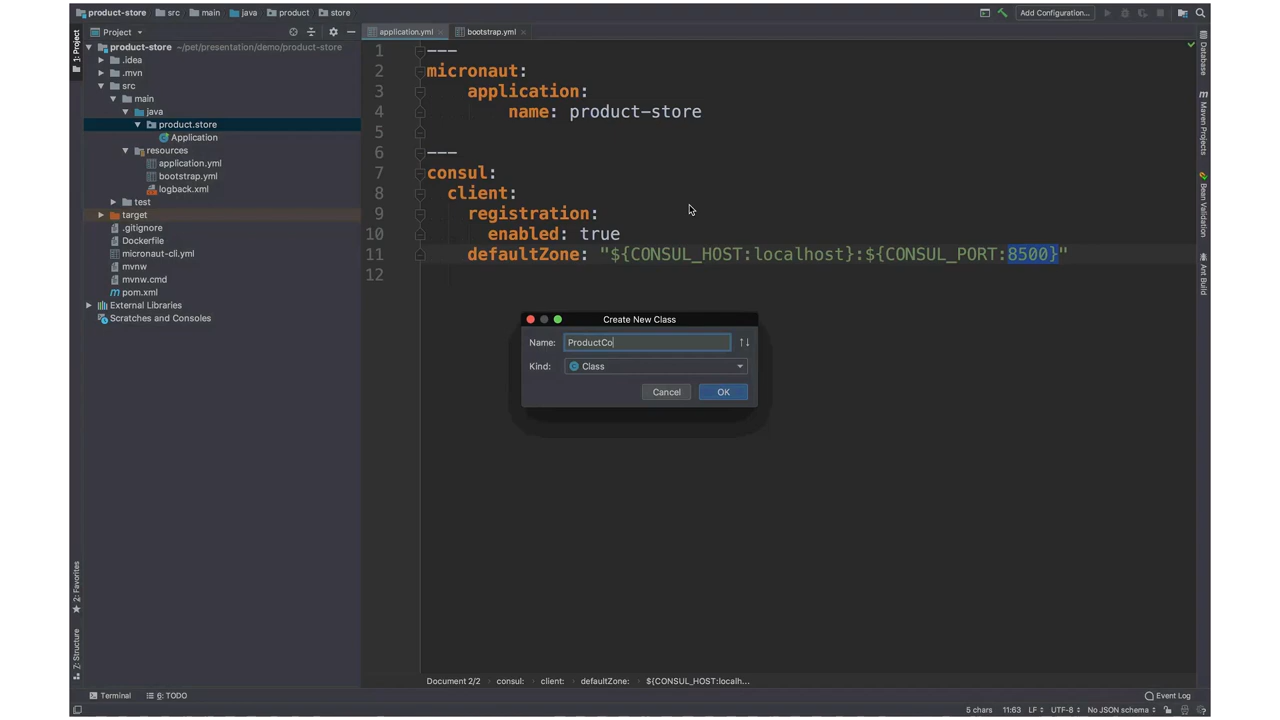 product-store
src
main
java
product
store
Add Configuration...
Project
application.yml
bootstrap.yml
1: Project
product-store ~/pet/presentation/demo/product-store
.idea
.mvn
src
main
java
product.store
Application
resources
application.yml
bootstrap.yml
logback.xml
test
target
.gitignore
Dockerfile
micronaut-cli.yml
mvnw
mvnw.cmd
pom.xml
External Libraries
Scratches and Consoles
1 ---
2 micronaut:
3 application:
4 name: product-store
5
6 ---
7 consul:
8 client:
9 registration:
10 enabled: true
11 defaultZone: "${CONSUL_HOST:localhost}:${CONSUL_PORT:8500}"
12
Create New Class
Name: ProductCo
Kind: Class
Cancel
OK
Database
Maven Projects
Bean Validation
Ant Build
2: Favorites
Z: Structure
Document 2/2
consul:
client:
defaultZone:
${CONSUL_HOST:localh...
Terminal
6: TODO
Event Log
5 chars
11:63
LF
UTF-8
No JSON schema